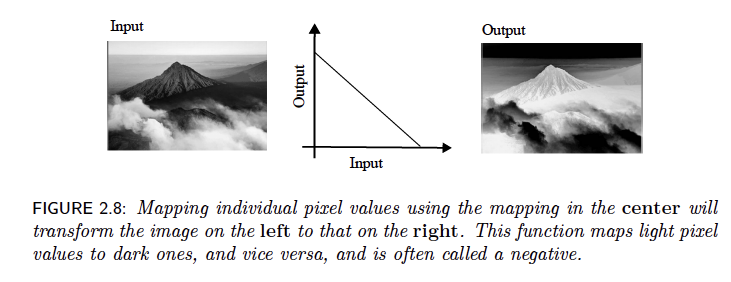 Input
Output
Output
Input
FIGURE 2.8: Mapping individual pixel values using the mapping in the center will
transform the image on the left to that on the right. This function maps light pixel
values to dark ones, and vice versa, and is often called a negative.